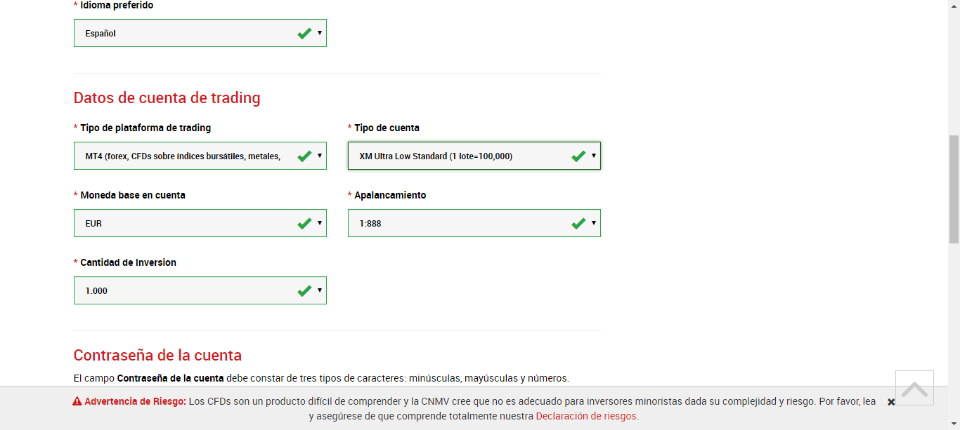 * Idioma preferido
Español
Datos de cuenta de trading
* Tipo de plataforma de trading
* Tipo de cuenta
MT4 (forex, CFDs sobre índices bursátiles, metales,
XM Ultra Low Standard (1 lote=100,000)
* Moneda base en cuenta
* Apalancamiento
EUR
1:888
* Cantidad de Inversion
1.000
Contraseña de la cuenta
El campo Contraseña de la cuenta debe constar de tres tipos de caracteres: minúsculas, mayúsculas y números.
Advertencia de Riesgo: Los CFDs son un producto difícil de comprender y la CNMV cree que no es adecuado para inversores minoristas dada su complejidad y riesgo. Por favor, lea
y asegúrese de que comprende totalmente nuestra Declaración de riesgos.